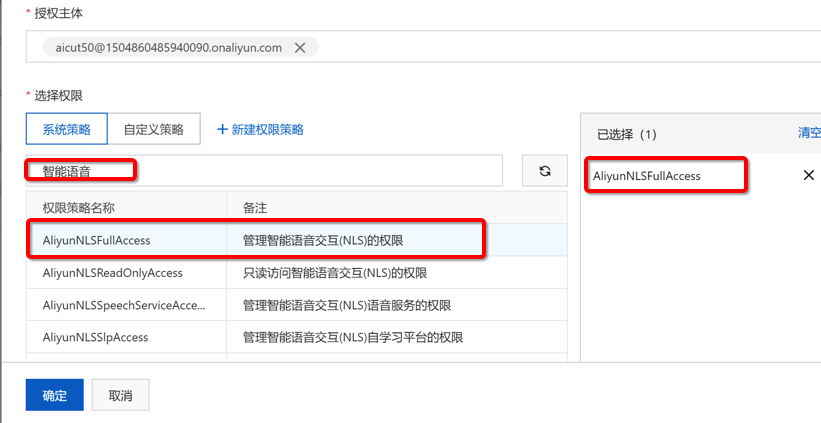 * 授权主体
aicut50@1504860485940090.onaliyun.com
* 选择权限
系统策略 自定义策略 + 新建权限策略
已选择（1） 清空
智能语音
AliyunNLSFullAccess
权限策略名称 备注
AliyunNLSFullAccess 管理智能语音交互(NLS)的权限
AliyunNLSReadOnlyAccess 只读访问智能语音交互(NLS)的权限
AliyunNLSSpeechServiceAcce... 管理智能语音交互(NLS)语音服务的权限
AliyunNLSSlpAccess 管理智能语音交互(NLS)自学习平台的权限
确定 取消